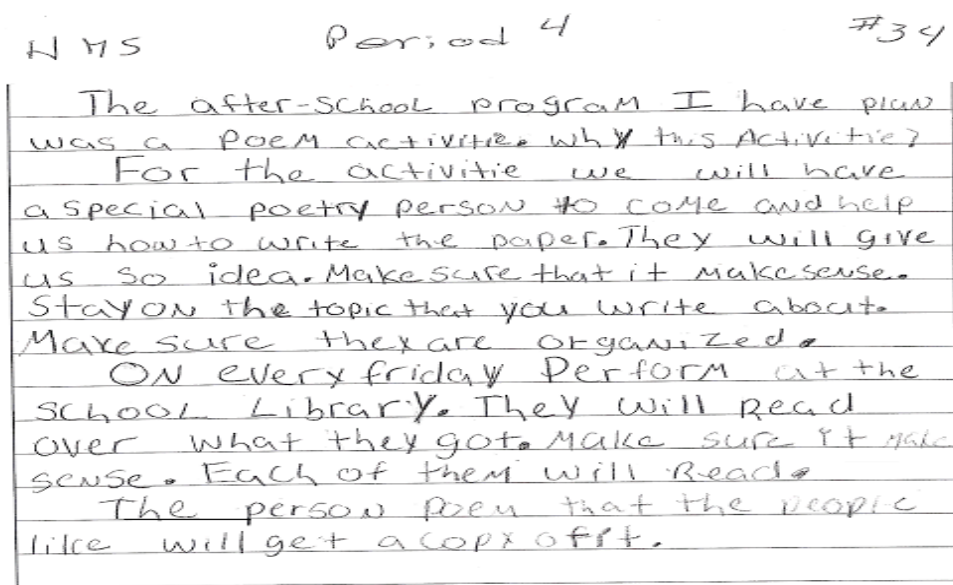 HMS Period 4 #34
The after-school program I have plan
was a poem activitie. why this Activitie?
For the activitie we will have
a special poetry person to come and help
us how to write the paper. They will give
us so idea. Make sure that it make sense.
Stay on the topic that you write about.
Make sure they are organized.
ON every friday Perform at the
school Library. They will Read
over what they got. Make sure it make
sense. Each of them will Read.
The person poem that the people
like will get a copy of it.